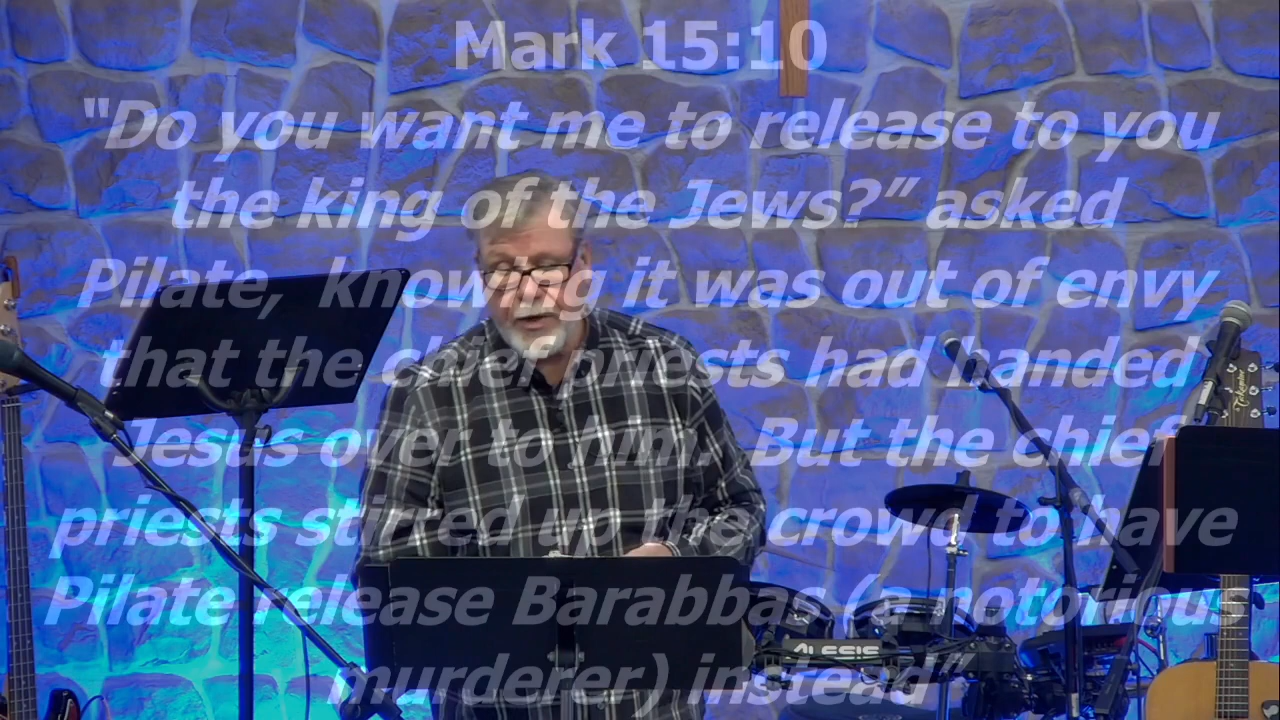 Mark 15:10
“Do you want me to release to you
the king of the Jews?” asked
Pilate, knowing it was out of envy
that the chief priests had handed
Jesus over to him. But the chief
priests stirred up the crowd to have
Pilate release Barabbas (a notorious
murderer) instead”
ALESIS
Takamine